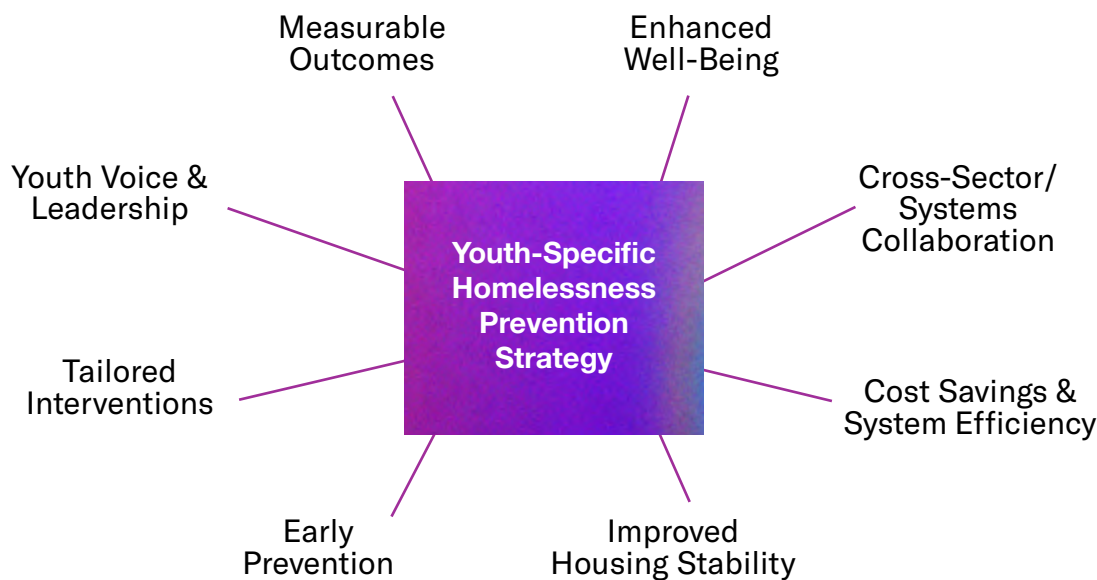 Measurable
Outcomes
Enhanced
Well-Being
Youth Voice &
Leadership
Cross-Sector/
Systems
Collaboration
Youth-Specific
Homelessness
Prevention
Strategy
Tailored
Interventions
Cost Savings &
System Efficiency
Early
Prevention
Improved
Housing Stability